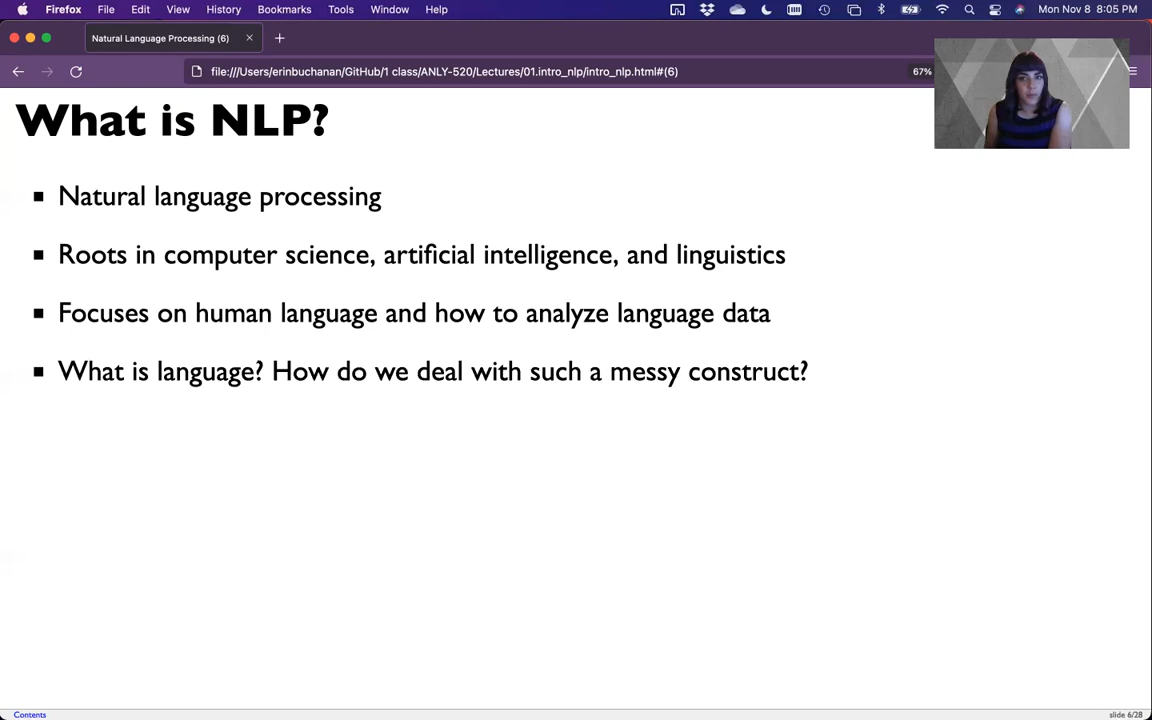 Firefox File Edit View History Bookmarks Tools Window Help Mon Nov 8 8:05 PM
Natural Language Processing (6)
file:///Users/erinbuchanan/GitHub/1 class/ANLY-520/Lectures/01.intro_nlp/intro_nlp.html#(6) 67%
What is NLP?
Natural language processing
Roots in computer science, artificial intelligence, and linguistics
Focuses on human language and how to analyze language data
What is language? How do we deal with such a messy construct?
Contents slide 6/28